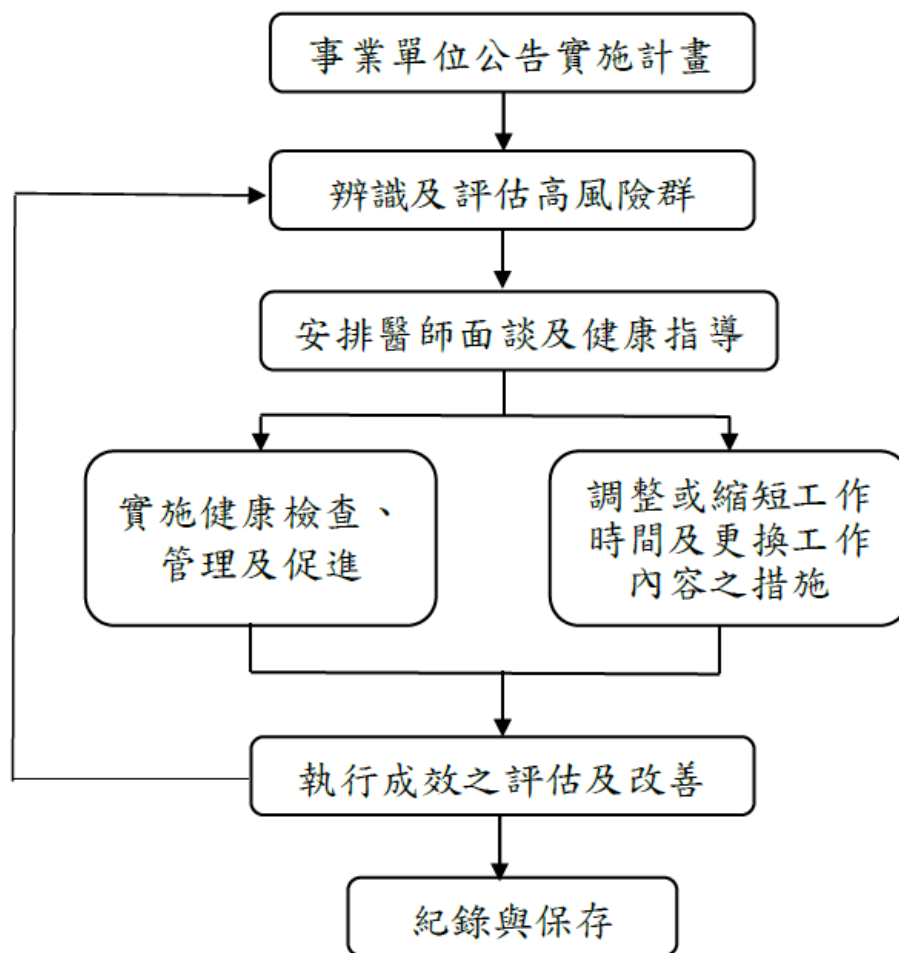 事業單位公告實施計畫
辨識及評估高風險群
安排醫師面談及健康指導
實施健康檢查、
管理及促進
調整或縮短工作
時間及更換工作
內容之措施
執行成效之評估及改善
紀錄與保存